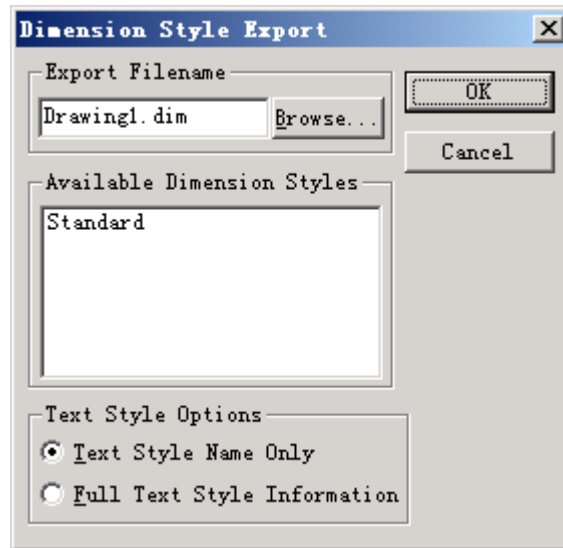 Dimension Style Export
Export Filename
Drawing1.dim
Browse...
OK
Cancel
Available Dimension Styles
Standard
Text Style Options
Text Style Name Only
Full Text Style Information